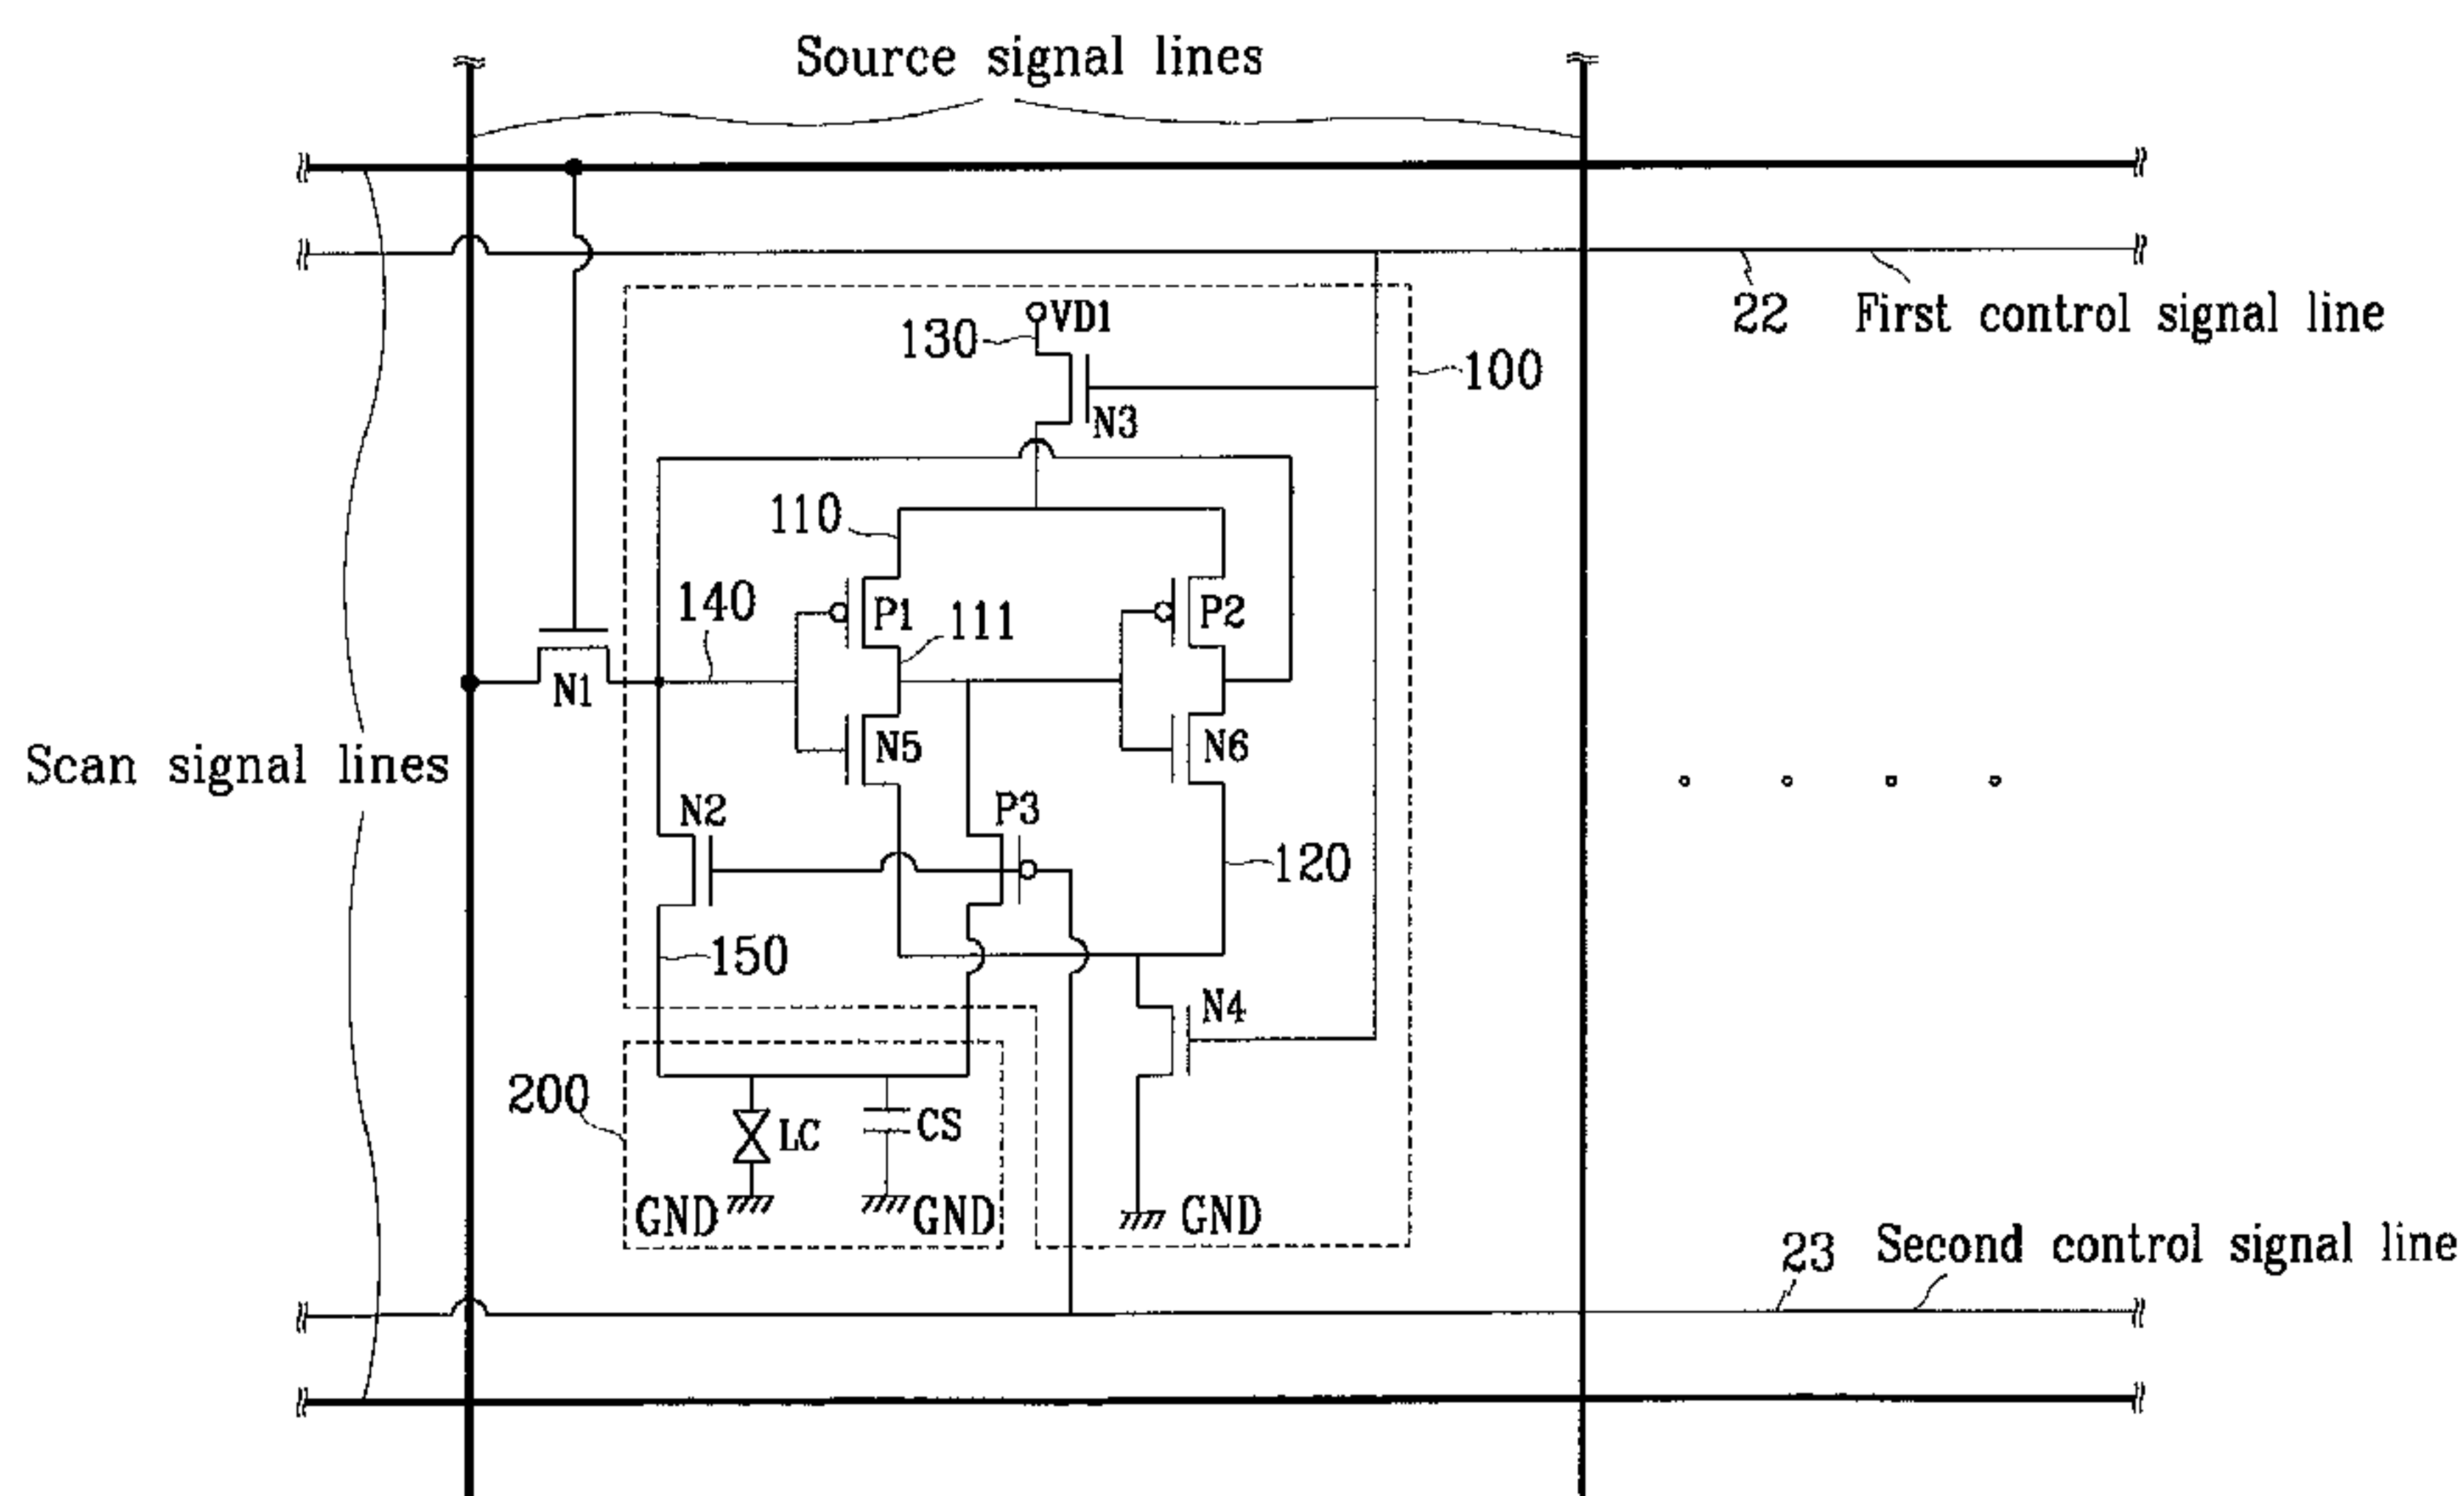 Source signal lines
22
First control signal line
VD1
130
100
N3
110
140
P1
111
P2
N1
N5
N6
Scan signal lines
N2
P3
120
150
N4
200
LC
CS
GND
GND
GND
23
Second control signal line